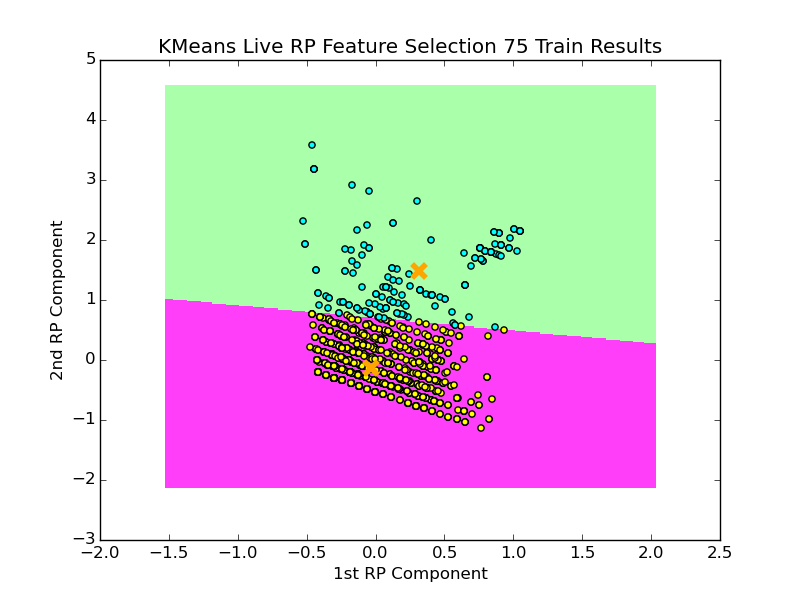 KMeans Live RP Feature Selection 75 Train Results
5
4
3
2
1
0
−1
−2
−3
2nd RP Component
−2.0 −1.5 −1.0 −0.5 0.0 0.5 1.0 1.5 2.0 2.5
1st RP Component